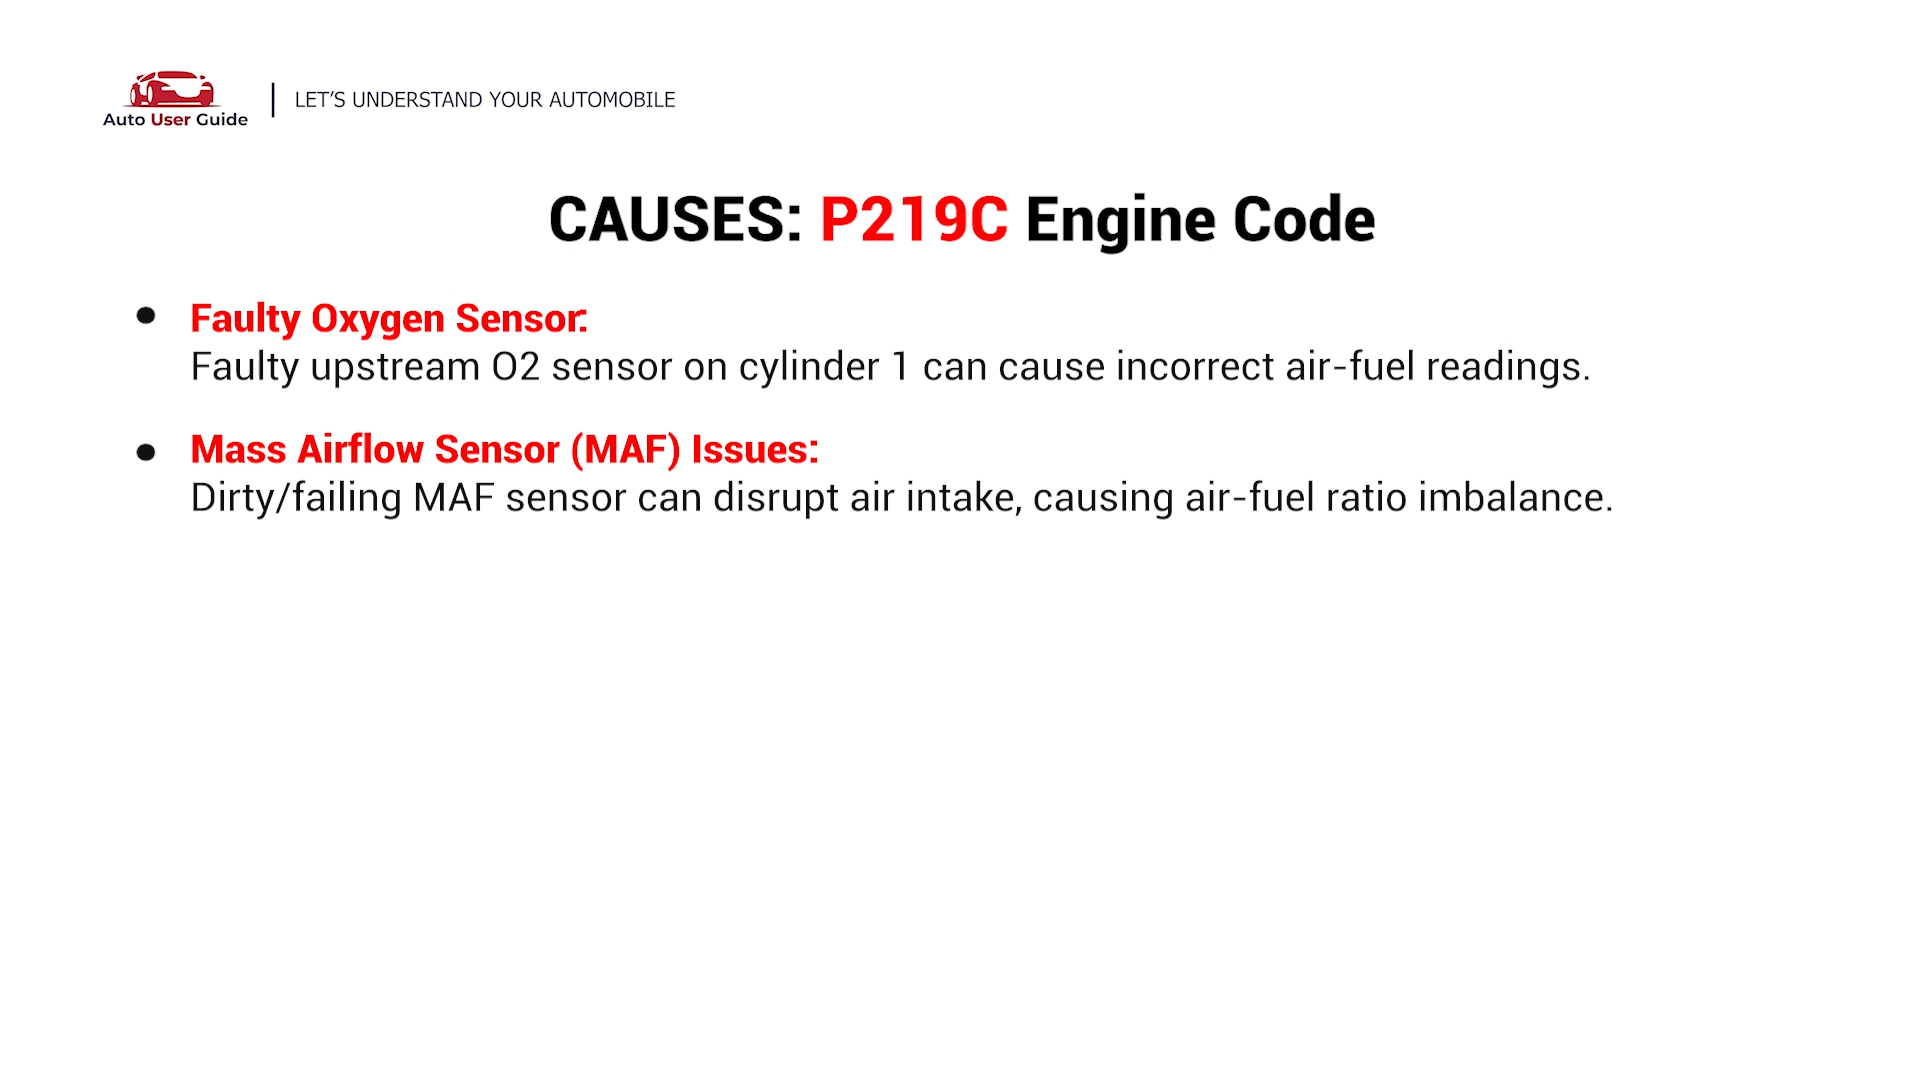 Auto User Guide
LET'S UNDERSTAND YOUR AUTOMOBILE
CAUSES: P219C Engine Code
Faulty Oxygen Sensor:
Faulty upstream O2 sensor on cylinder 1 can cause incorrect air-fuel readings.
Mass Airflow Sensor (MAF) Issues:
Dirty/failing MAF sensor can disrupt air intake, causing air-fuel ratio imbalance.